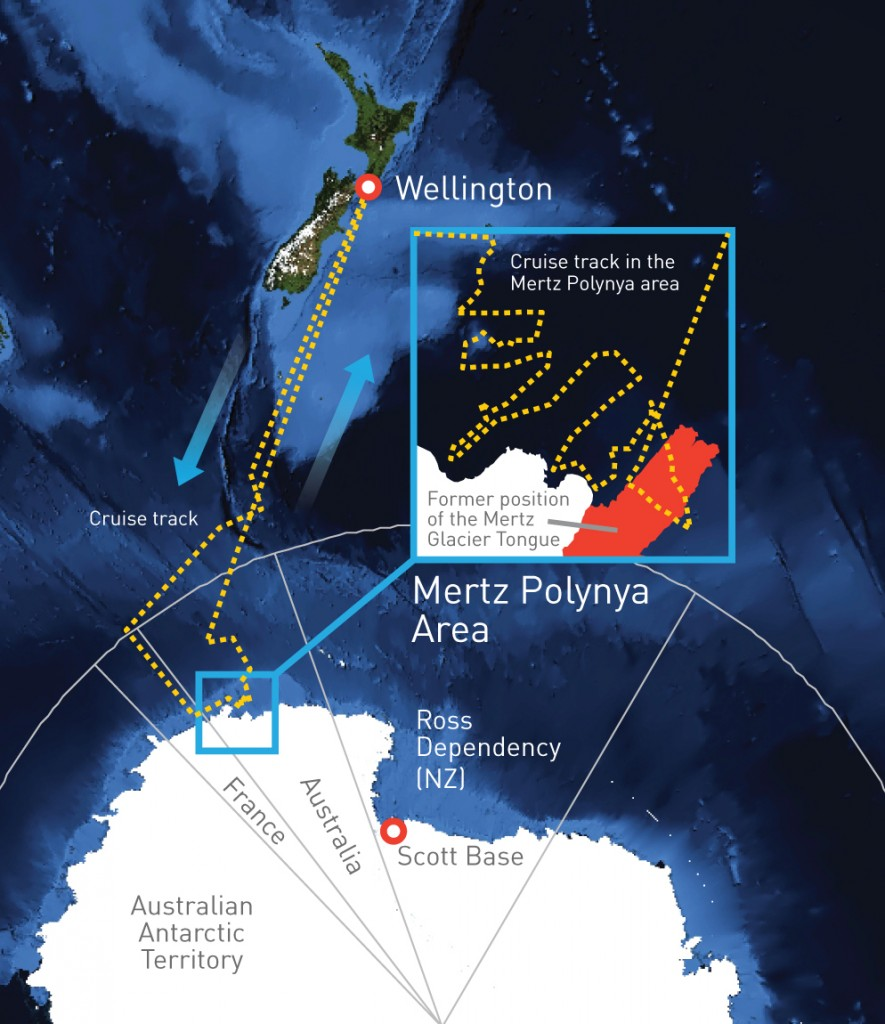 Wellington
Cruise track in the
Mertz Polynya area
Former position
of the Mertz
Glacier Tongue
Cruise track
Mertz Polynya
Area
Ross
Dependency
(NZ)
France
Australia
Scott Base
Australian
Antarctic
Territory